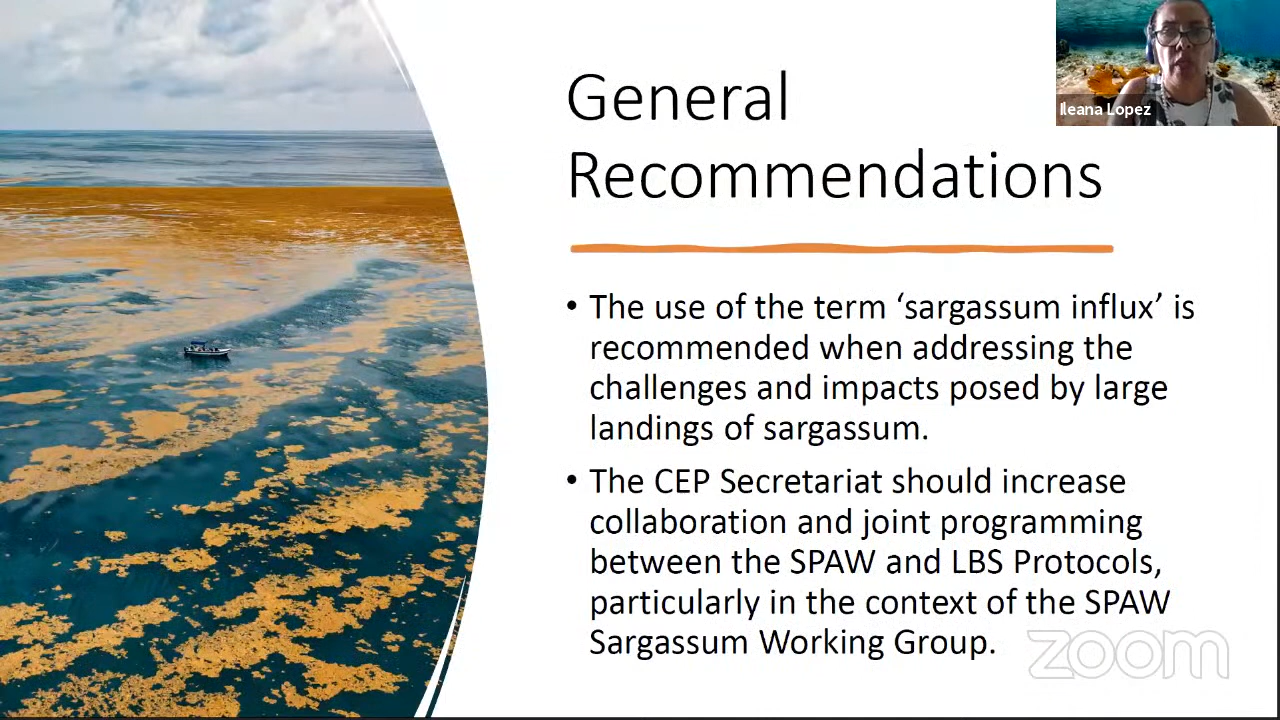 General
Recommendations
Ileana Lopez
• The use of the term ‘sargassum influx’ is
recommended when addressing the
challenges and impacts posed by large
landings of sargassum.
• The CEP Secretariat should increase
collaboration and joint programming
between the SPAW and LBS Protocols,
particularly in the context of the SPAW
Sargassum Working Group.
zoom